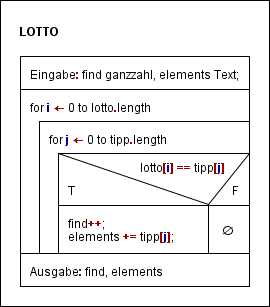 LOTTO
Eingabe: find ganzzahl, elements Text;
for i ← 0 to lotto.length
for j ← 0 to tipp.length
lotto[i] == tipp[j]
T F
find++;
elements += tipp[j];
∅
Ausgabe: find, elements